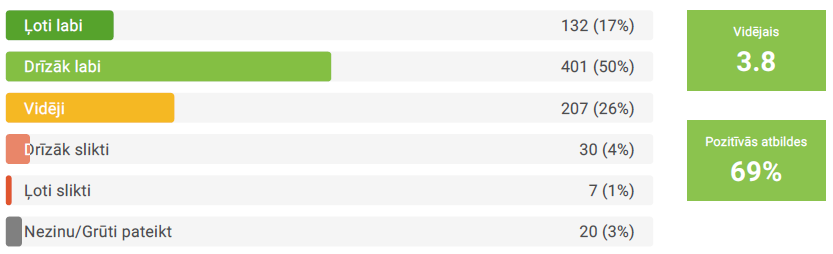 Ļoti labi 132 (17%)
Drīzāk labi 401 (50%)
Vidēji 207 (26%)
Drīzāk slikti 30 (4%)
Ļoti slikti 7 (1%)
Nezinu/Grūti pateikt 20 (3%)
Vidējais
3.8
Pozitīvās atbildes
69%